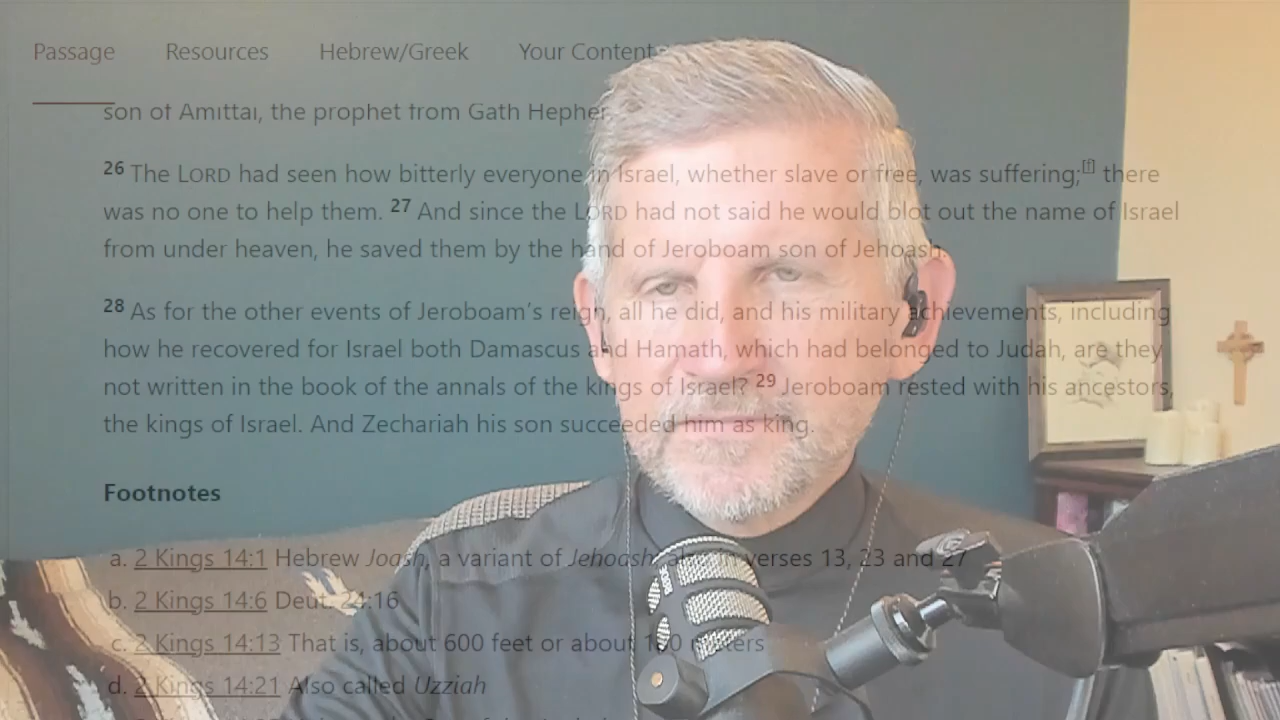 Passage Resources Hebrew/Greek Your Content
son of Amittai, the prophet from Gath Hepher.
26 The LORD had seen how bitterly everyone in Israel, whether slave or free, was suffering;[f] there
was no one to help them. 27 And since the LORD had not said he would blot out the name of Israel
from under heaven, he saved them by the hand of Jeroboam son of Jehoash.
28 As for the other events of Jeroboam’s reign, all he did, and his military achievements, including
how he recovered for Israel both Damascus and Hamath, which had belonged to Judah, are they
not written in the book of the annals of the kings of Israel? 29 Jeroboam rested with his ancestors,
the kings of Israel. And Zechariah his son succeeded him as king.
Footnotes
a. 2 Kings 14:1 Hebrew Joash, a variant of Jehoash; also in verses 13, 23 and 27
b. 2 Kings 14:6 Deut. 24:16
c. 2 Kings 14:13 That is, about 600 feet or about 180 meters
d. 2 Kings 14:21 Also called Uzziah